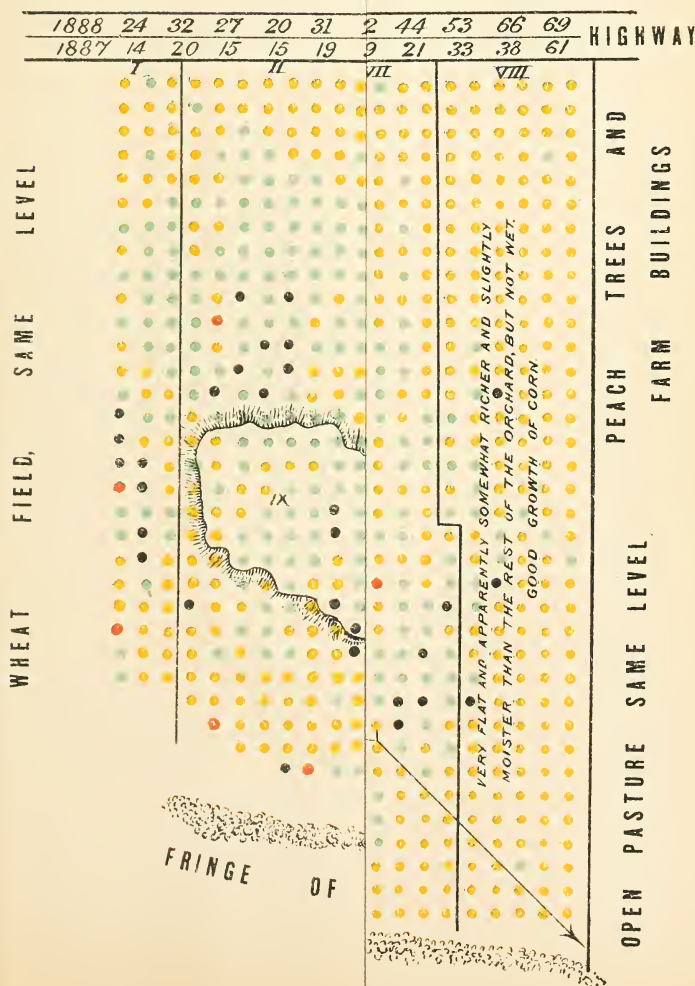 1888 24 32 27 20 31 2 44 53 66 69
HIGHWAY
1887 14 20 15 15 19 9 21 33 38 61
I II VII VIII
WHEAT FIELD, SAME LEVEL
IX
VERY FLAT AND APPARENTLY SOMEWHAT RICHER AND SLIGHTLY
MOISTER THAN THE REST OF THE ORCHARD, BUT NOT WET.
GOOD GROWTH OF CORN.
PEACH TREES AND
FARM BUILDINGS
OPEN PASTURE SAME LEVEL
FRINGE OF